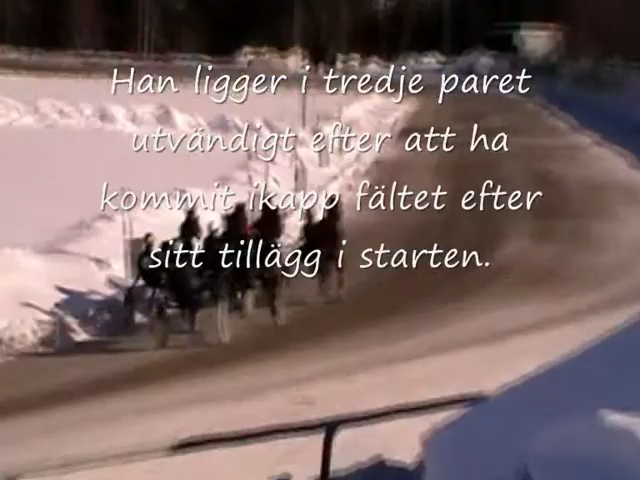 Han ligger i tredje paret
utvändigt efter att ha
kommit ikapp fältet efter
sitt tillägg i starten.